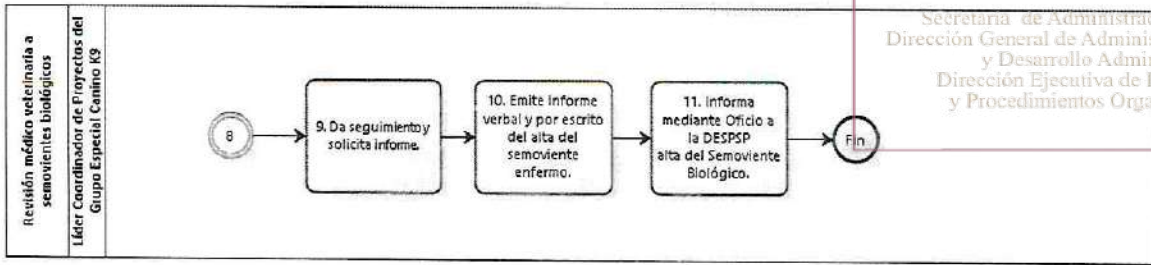 Secretaría de Administra
Dirección General de Adminis
y Desarrollo Admin
Dirección Ejecutiva de
y Procedimientos Orga
Revisión médico veterinaria a
semovientes biológicos
Líder Coordinador de Proyectos del
Grupo Especial Canino K9
8
9. Da seguimiento y
solicita informe.
10. Emite informe
verbal y por escrito
del alta del
semoviente
enfermo.
11. Informa
mediante Oficio a
la DESPSP
alta del Semoviente
Biológico.
Fin